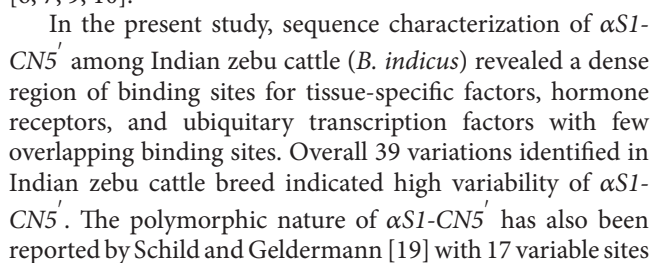 [6, 7, 9, 10].
In the present study, sequence characterization of αS1-
CN5′ among Indian zebu cattle (B. indicus) revealed a dense
region of binding sites for tissue-specific factors, hormone
receptors, and ubiquitary transcription factors with few
overlapping binding sites. Overall 39 variations identified in
Indian zebu cattle breed indicated high variability of αS1-
CN5′. The polymorphic nature of αS1-CN5′ has also been
reported by Schild and Geldermann [19] with 17 variable sites